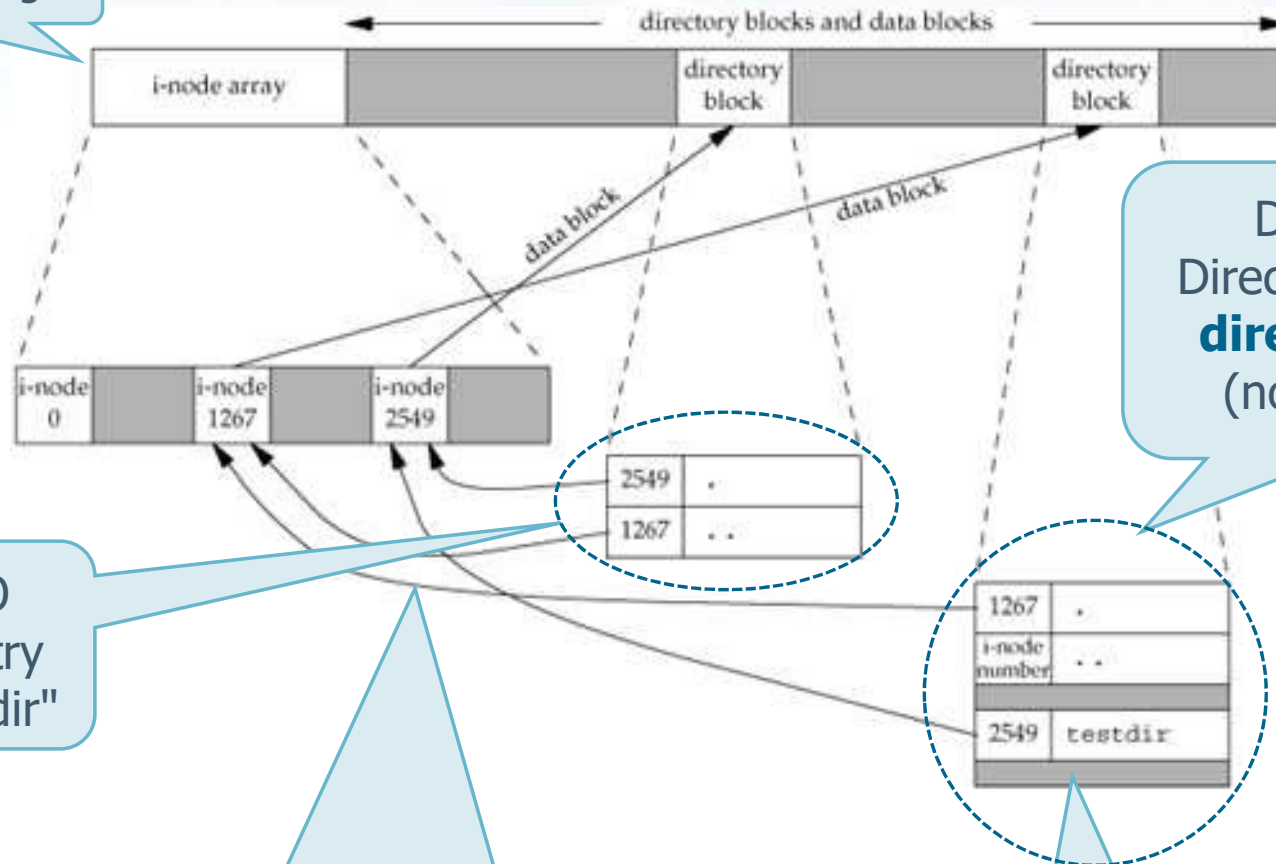 directory blocks and data blocks
i-node array
directory
block
directory
block
data block
data block
Direc
dire
(no
i-node
0
i-node
1267
i-node
2549
2549 .
1267 . .
try
dir"
1267 .
i-node
number . .
2549 testdir